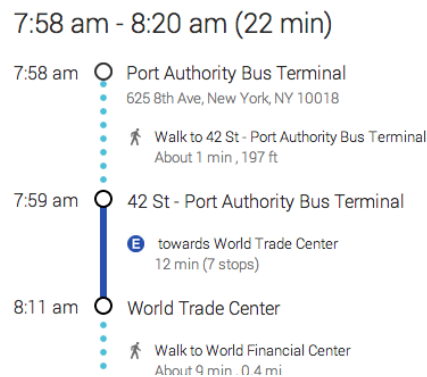 7:58 am - 8:20 am (22 min)
7:58 am Port Authority Bus Terminal
625 8th Ave, New York, NY 10018
Walk to 42 St - Port Authority Bus Terminal
About 1 min , 197 ft
7:59 am 42 St - Port Authority Bus Terminal
E towards World Trade Center
12 min (7 stops)
8:11 am World Trade Center
Walk to World Financial Center
About 9 min , 0.4 mi